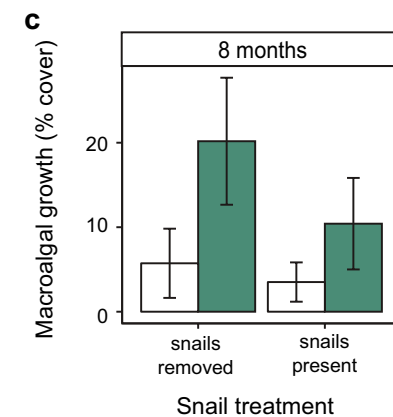 c
8 months
Macroalgal growth (% cover)
20
10
0
snails
removed
snails
present
Snail treatment